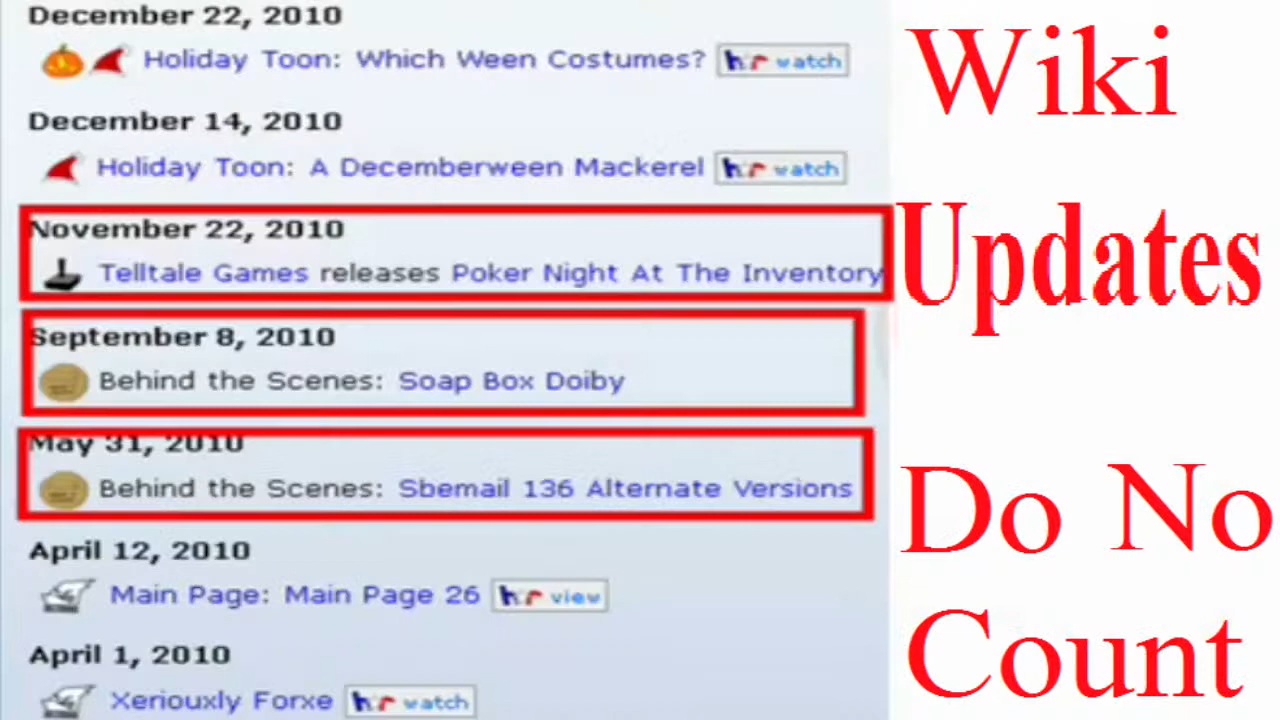 December 22, 2010
Holiday Toon: Which Ween Costumes? h*r watch
December 14, 2010
Holiday Toon: A Decemberween Mackerel h*r watch
November 22, 2010
Telltale Games releases Poker Night At The Inventory
September 8, 2010
Behind the Scenes: Soap Box Doiby
May 31, 2010
Behind the Scenes: Sbemail 136 Alternate Versions
April 12, 2010
Main Page: Main Page 26 h*r view
April 1, 2010
Xeriouxly Forxe h*r watch
Wiki
Updates
Do No
Count